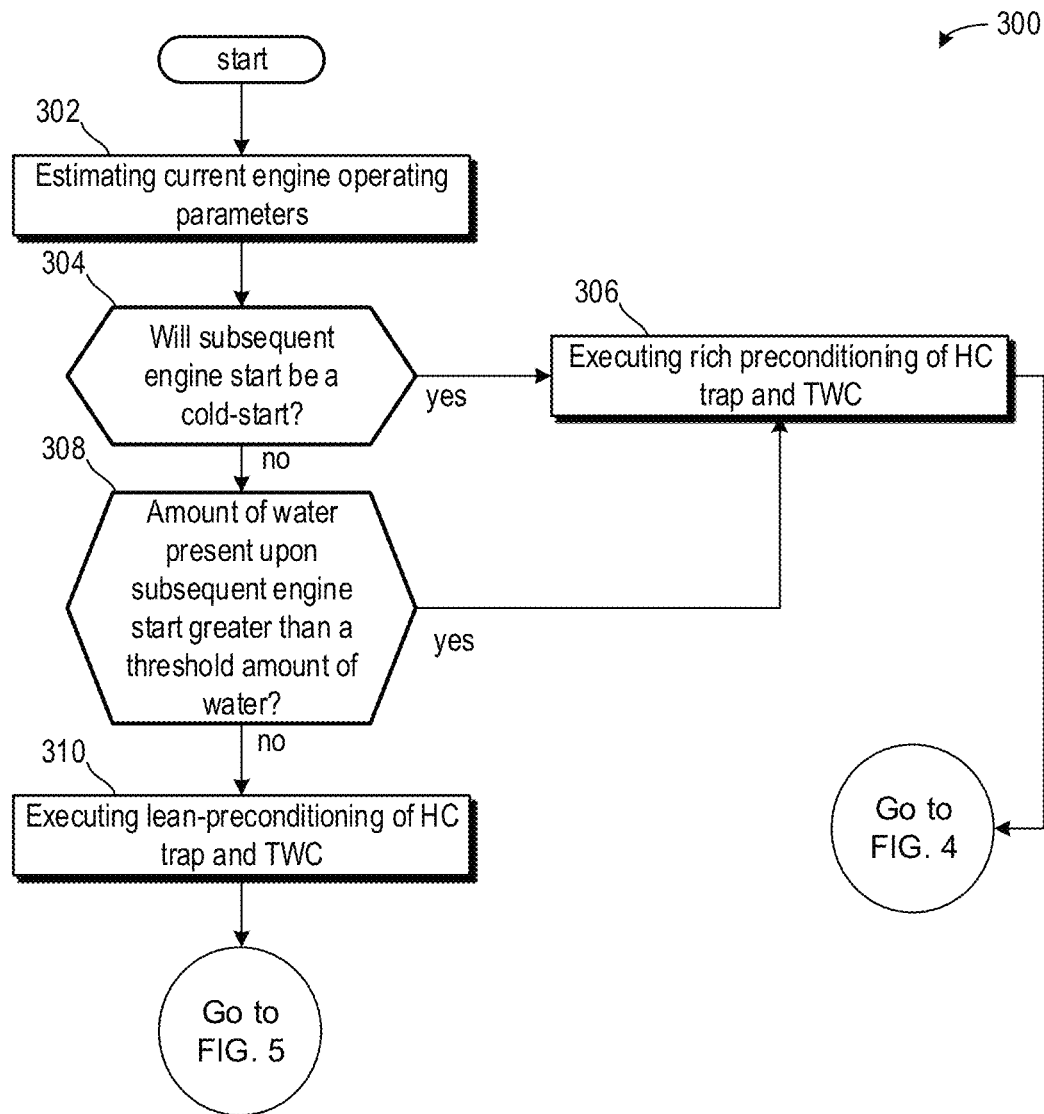 300
start
302
Estimating current engine operating
parameters
304
Will subsequent
engine start be a
cold-start?
yes
no
306
Executing rich preconditioning of HC
trap and TWC
308
Amount of water
present upon
subsequent engine
start greater than a
threshold amount of
water?
yes
no
310
Executing lean-preconditioning of HC
trap and TWC
Go to
FIG. 4
Go to
FIG. 5